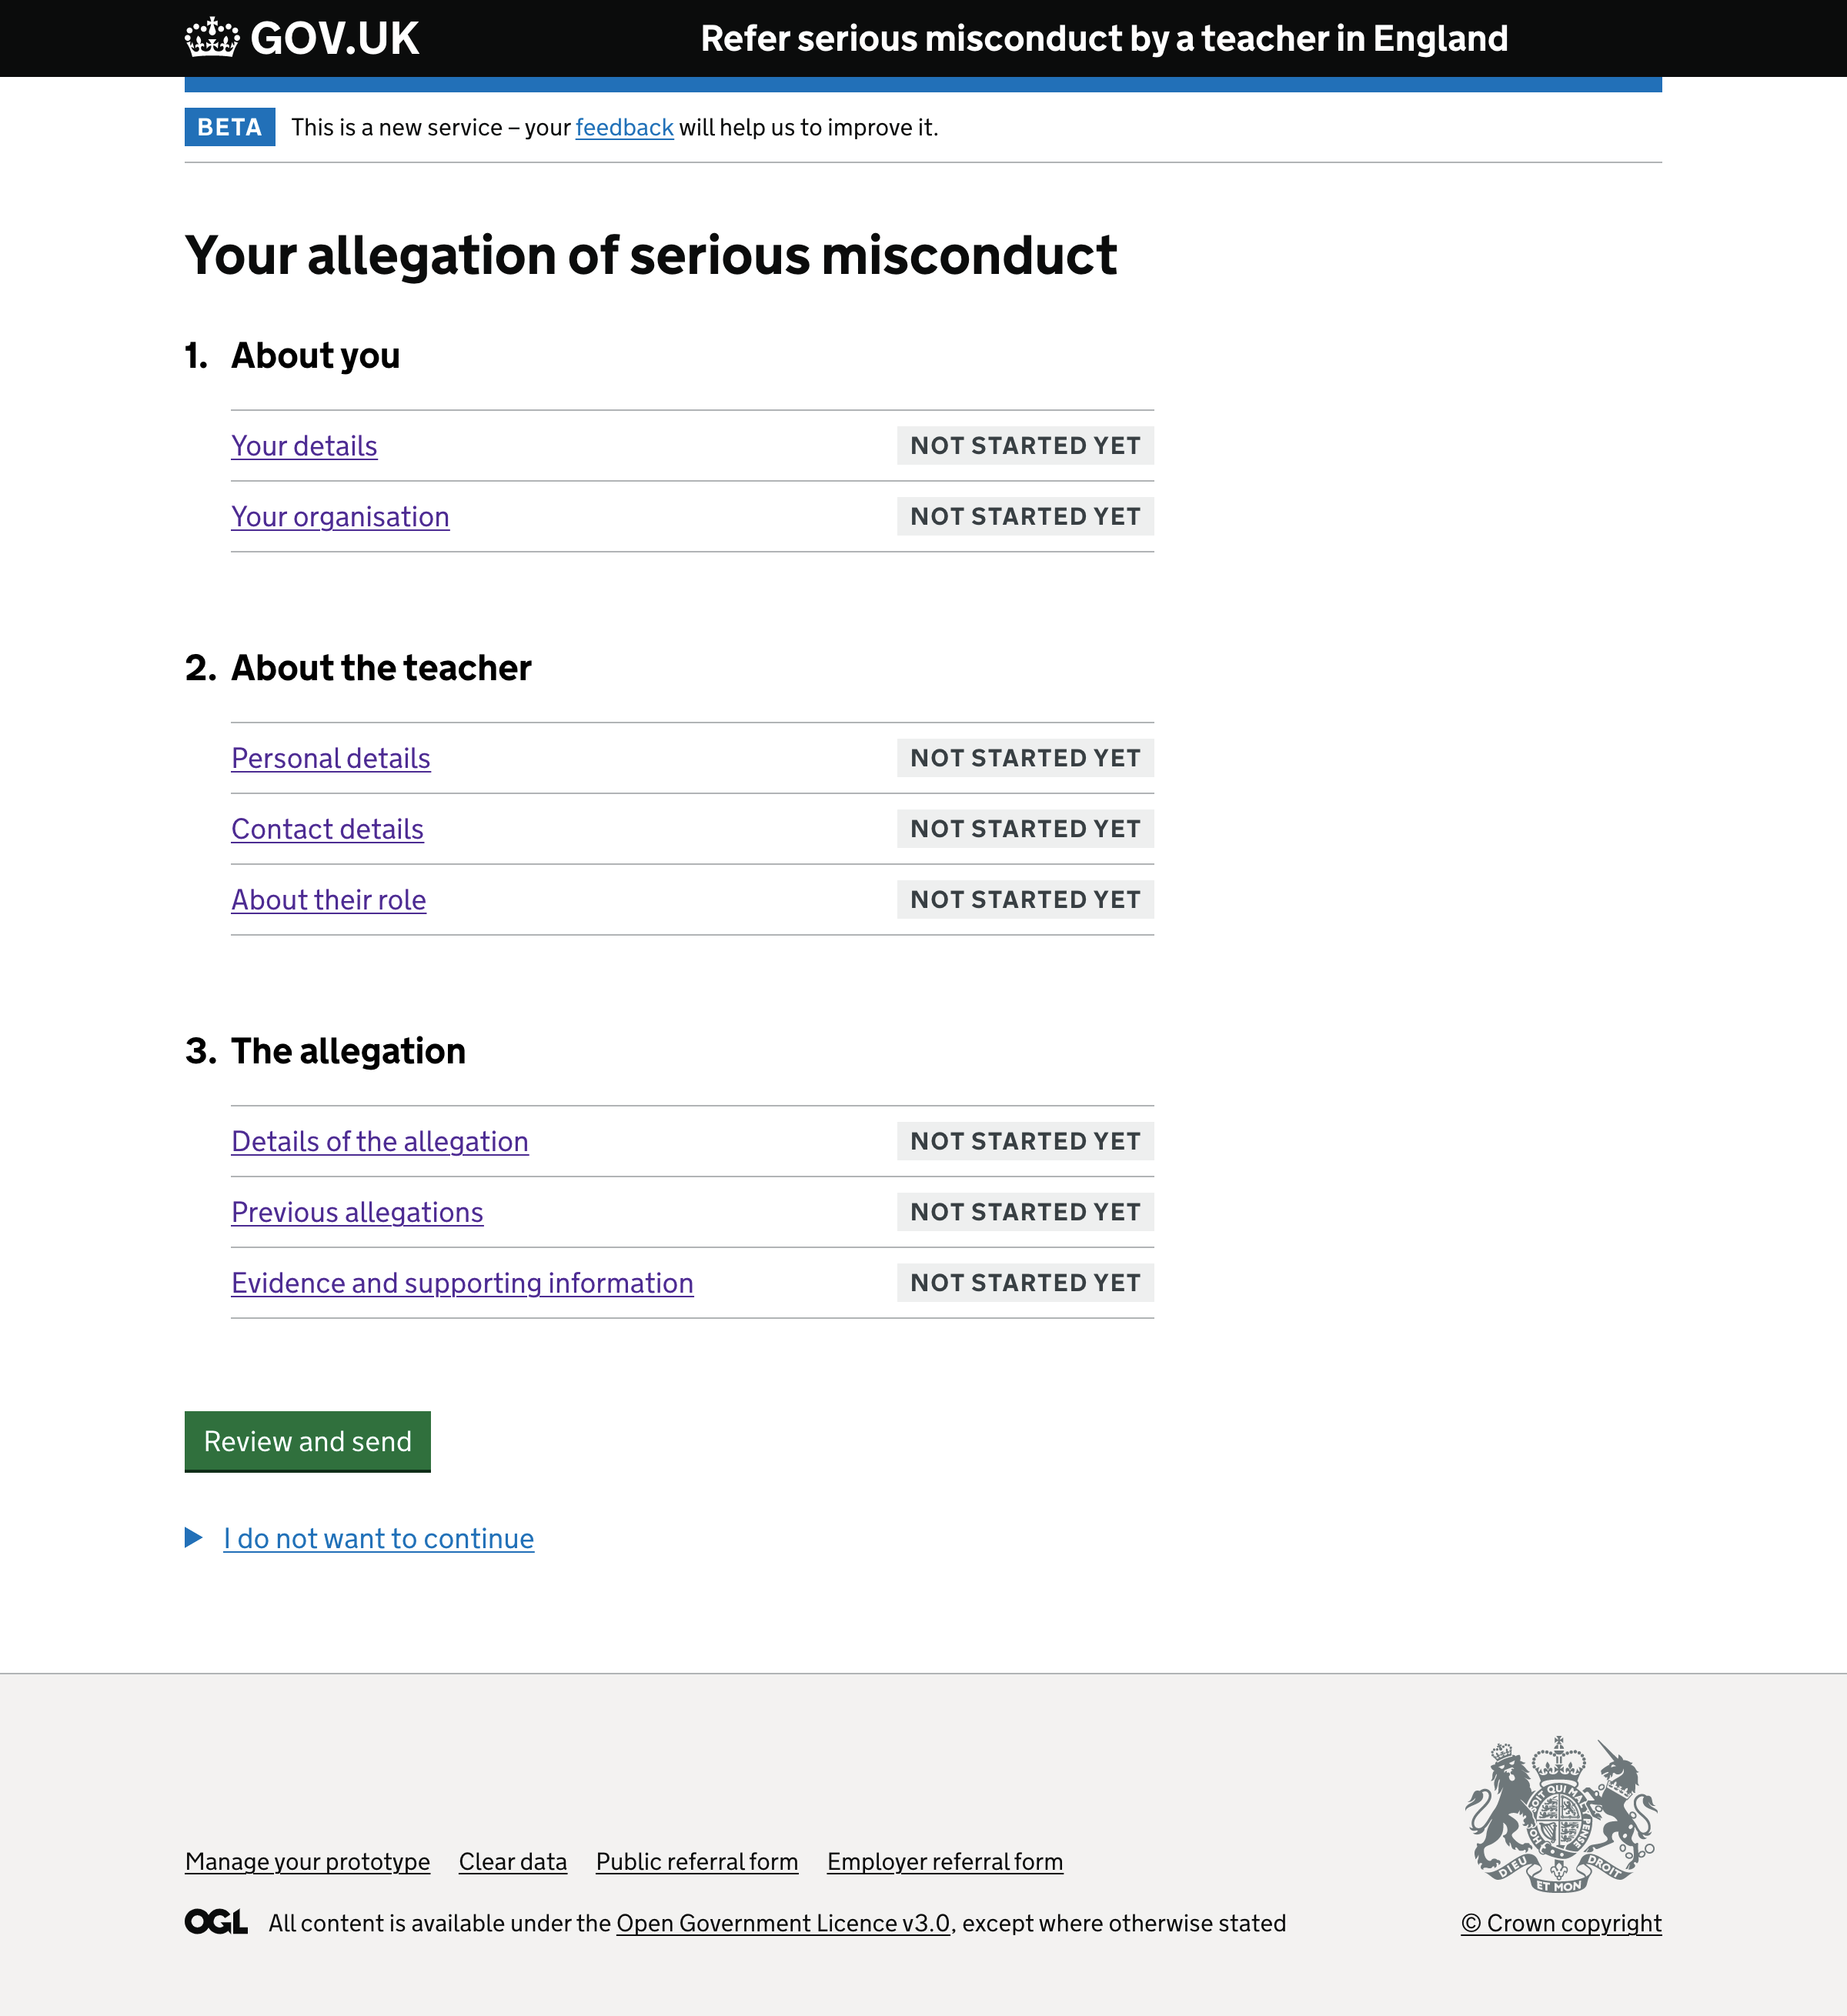 GOV.UK
Refer serious misconduct by a teacher in England
BETA This is a new service – your feedback will help us to improve it.
Your allegation of serious misconduct
1. About you
Your details NOT STARTED YET
Your organisation NOT STARTED YET
2. About the teacher
Personal details NOT STARTED YET
Contact details NOT STARTED YET
About their role NOT STARTED YET
3. The allegation
Details of the allegation NOT STARTED YET
Previous allegations NOT STARTED YET
Evidence and supporting information NOT STARTED YET
Review and send
I do not want to continue
Manage your prototype Clear data Public referral form Employer referral form
OGL All content is available under the Open Government Licence v3.0, except where otherwise stated
DIEU ET MON DROIT
© Crown copyright